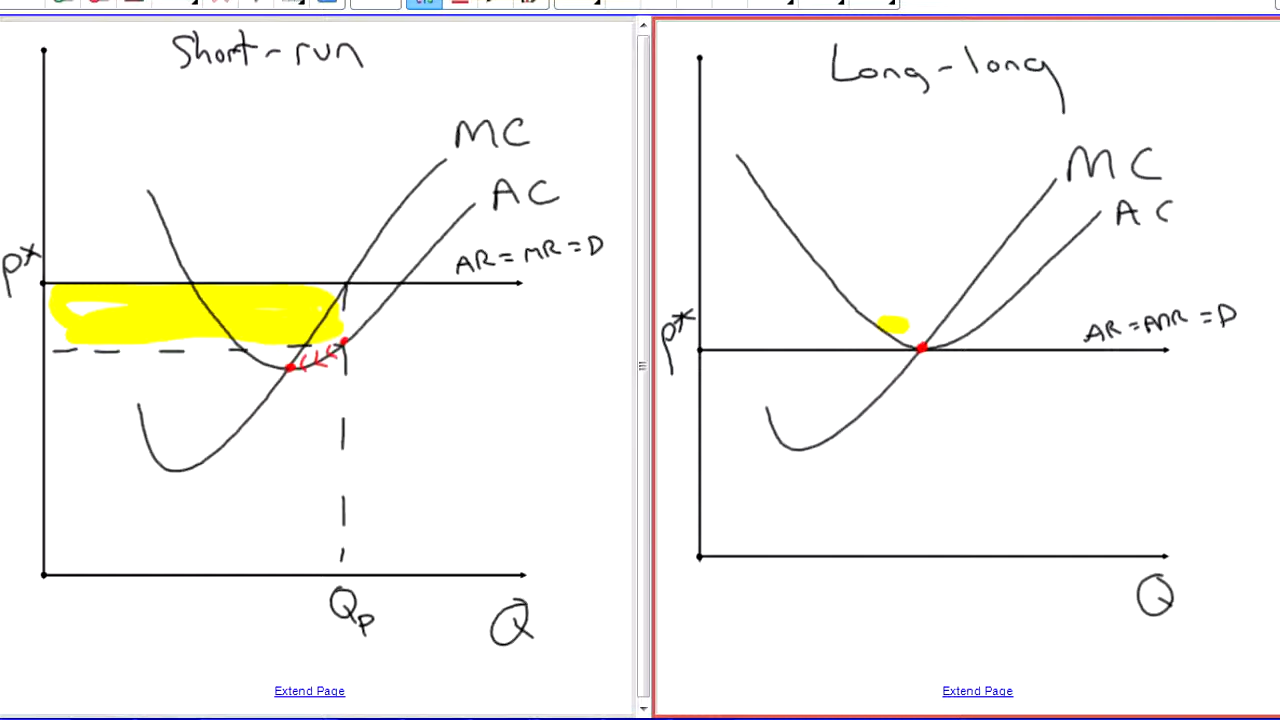 Short-run
MC
AC
AR = MR = D
P*
Qp
Q
Extend Page
Long-long
MC
AC
AR = MR = D
P*
Q
Extend Page